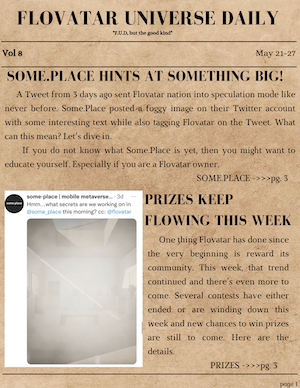 FLOVATAR UNIVERSE DAILY
"F.U.D, but the good kind"
Vol 8
May 21-27
SOME.PLACE HINTS AT SOMETHING BIG!
A Tweet from 3 days ago sent Flovatar nation into speculation mode like
never before. Some.Place posted a foggy image on their Twitter account
with some interesting text while also tagging Flovatar on the Tweet. What
can this mean? Let's dive in.
If you do not know what Some.Place is yet, then you might want to
educate yourself. Especially if you are a Flovatar owner.
SOME.PLACE ->>>pg. 3
someplace
some·place | mobile metaverse... · 3d
Hmm...what secrets are we working on in
@some_place this morning? cc: @flovatar
PRIZES KEEP
FLOWING THIS WEEK
One thing Flovatar has done since
the very beginning is reward its
community. This week, that trend
continued and there's even more to
come. Several contests have either
ended or are winding down this
week and new chances to win prizes
are still to come. Here are the
details.
PRIZES ->>>pg. 3
page 1